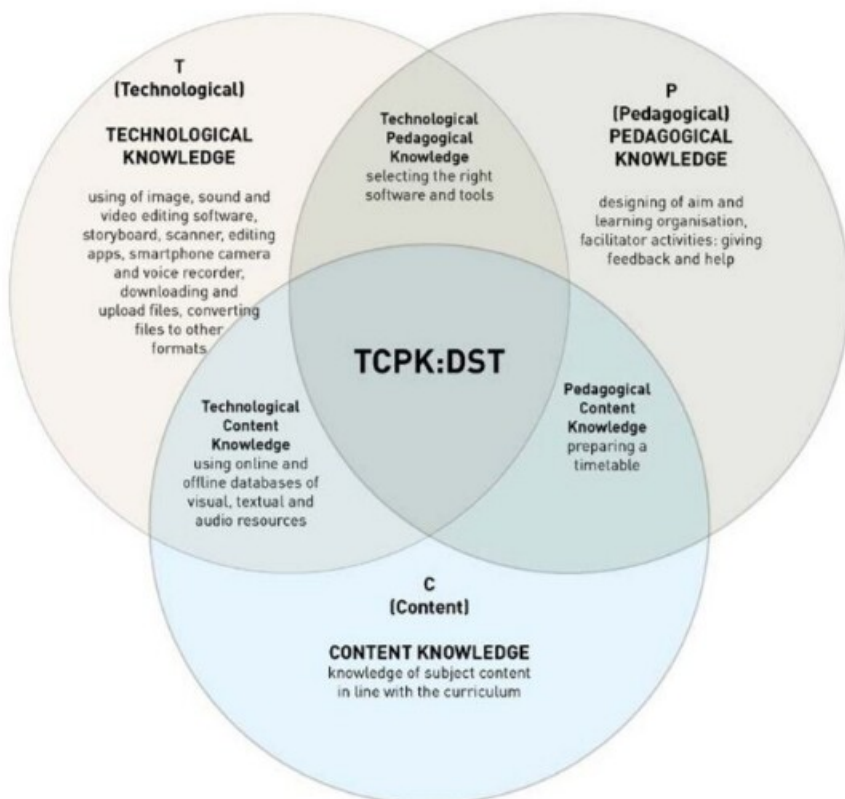 T
(Technological)
TECHNOLOGICAL
KNOWLEDGE
using of image, sound and
video editing software,
storyboard, scanner, editing
apps, smartphone camera
and voice recorder,
downloading and
upload files, converting
files to other
formats
Technological
Pedagogical
Knowledge
selecting the right
software and tools
P
(Pedagogical)
PEDAGOGICAL
KNOWLEDGE
designing of aim and
learning organisation,
facilitator activities: giving
feedback and help
TCPK:DST
Technological
Content
Knowledge
using online and
offline databases of
visual, textual and
audio resources
Pedagogical
Content
Knowledge
preparing a
timetable
C
(Content)
CONTENT KNOWLEDGE
knowledge of subject content
in line with the curriculum